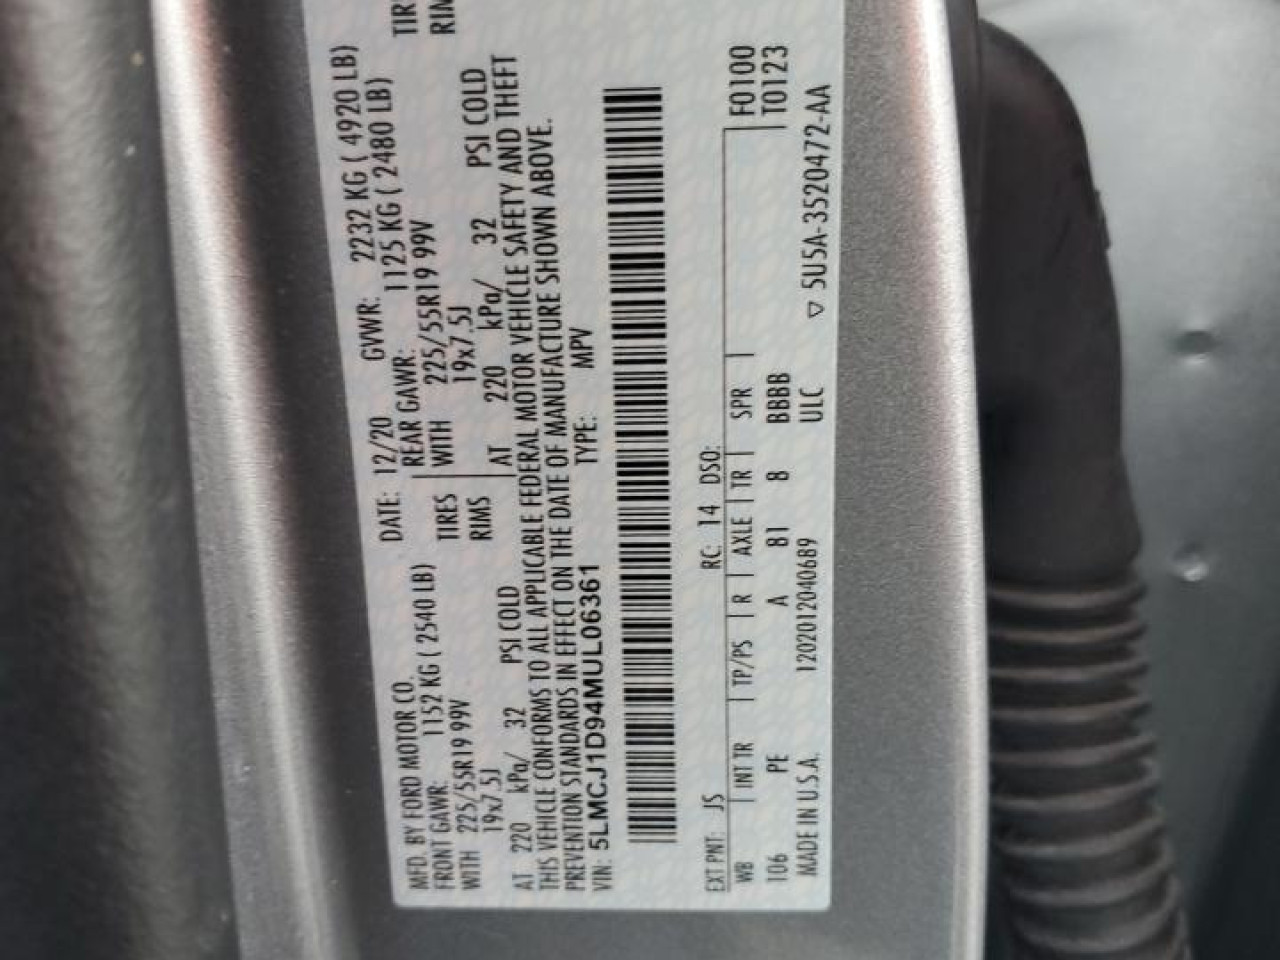 MFD. BY FORD MOTOR CO. DATE: 12/20 GVWR: 2232 KG ( 4920 LB)
FRONT GAWR: 1152 KG ( 2540 LB) REAR GAWR: 1125 KG ( 2480 LB)
WITH 225/55R19 99V TIRES WITH 225/55R19 99V TIR
19x7.5J RIMS 19x7.5J RIM
AT 220 kPa/ 32 PSI COLD AT 220 kPa/ 32 PSI COLD
THIS VEHICLE CONFORMS TO ALL APPLICABLE FEDERAL MOTOR VEHICLE SAFETY AND THEFT
PREVENTION STANDARDS IN EFFECT ON THE DATE OF MANUFACTURE SHOWN ABOVE.
VIN: 5LMCJ1D94MUL06361 TYPE: MPV
EXT PNT: JS RC: 14 DSO: F0100
WB INT TR TP/PS R AXLE TR SPR T0123
106 PE A 81 8 BBBB
MADE IN U.S.A. 120201204​0689 ULC ▽ 5U5A-3520472-AA